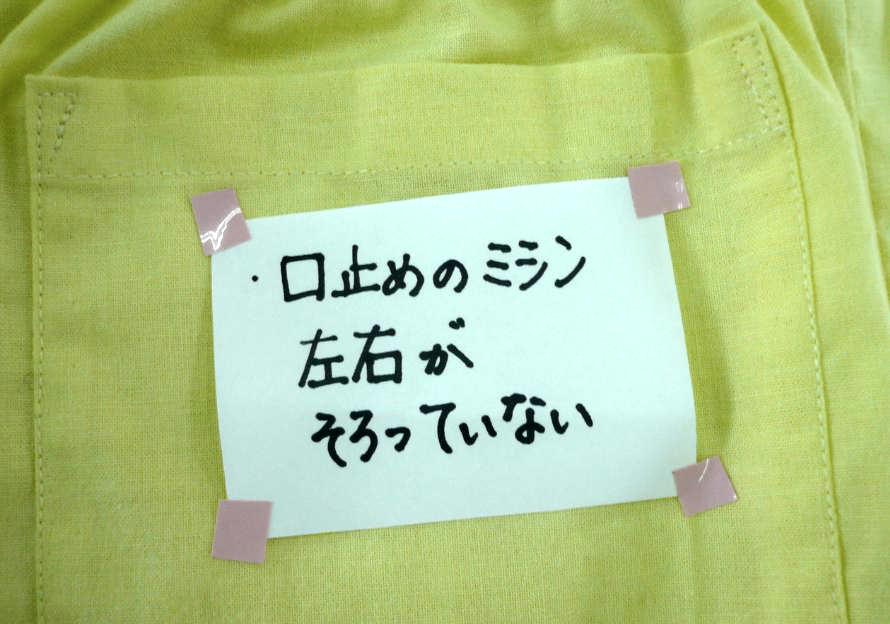 ・口止めのミシン
左右が
そろっていない